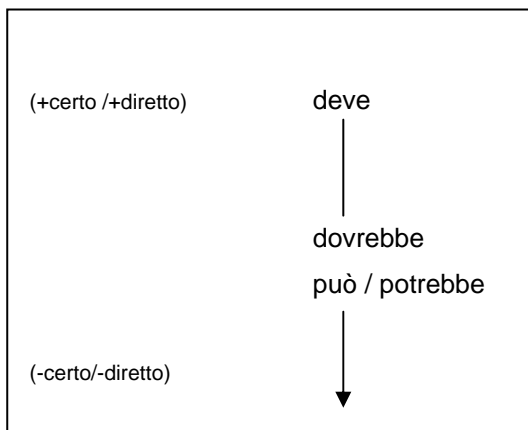 (+certo /+diretto) deve
dovrebbe
può / potrebbe
(-certo/-diretto)